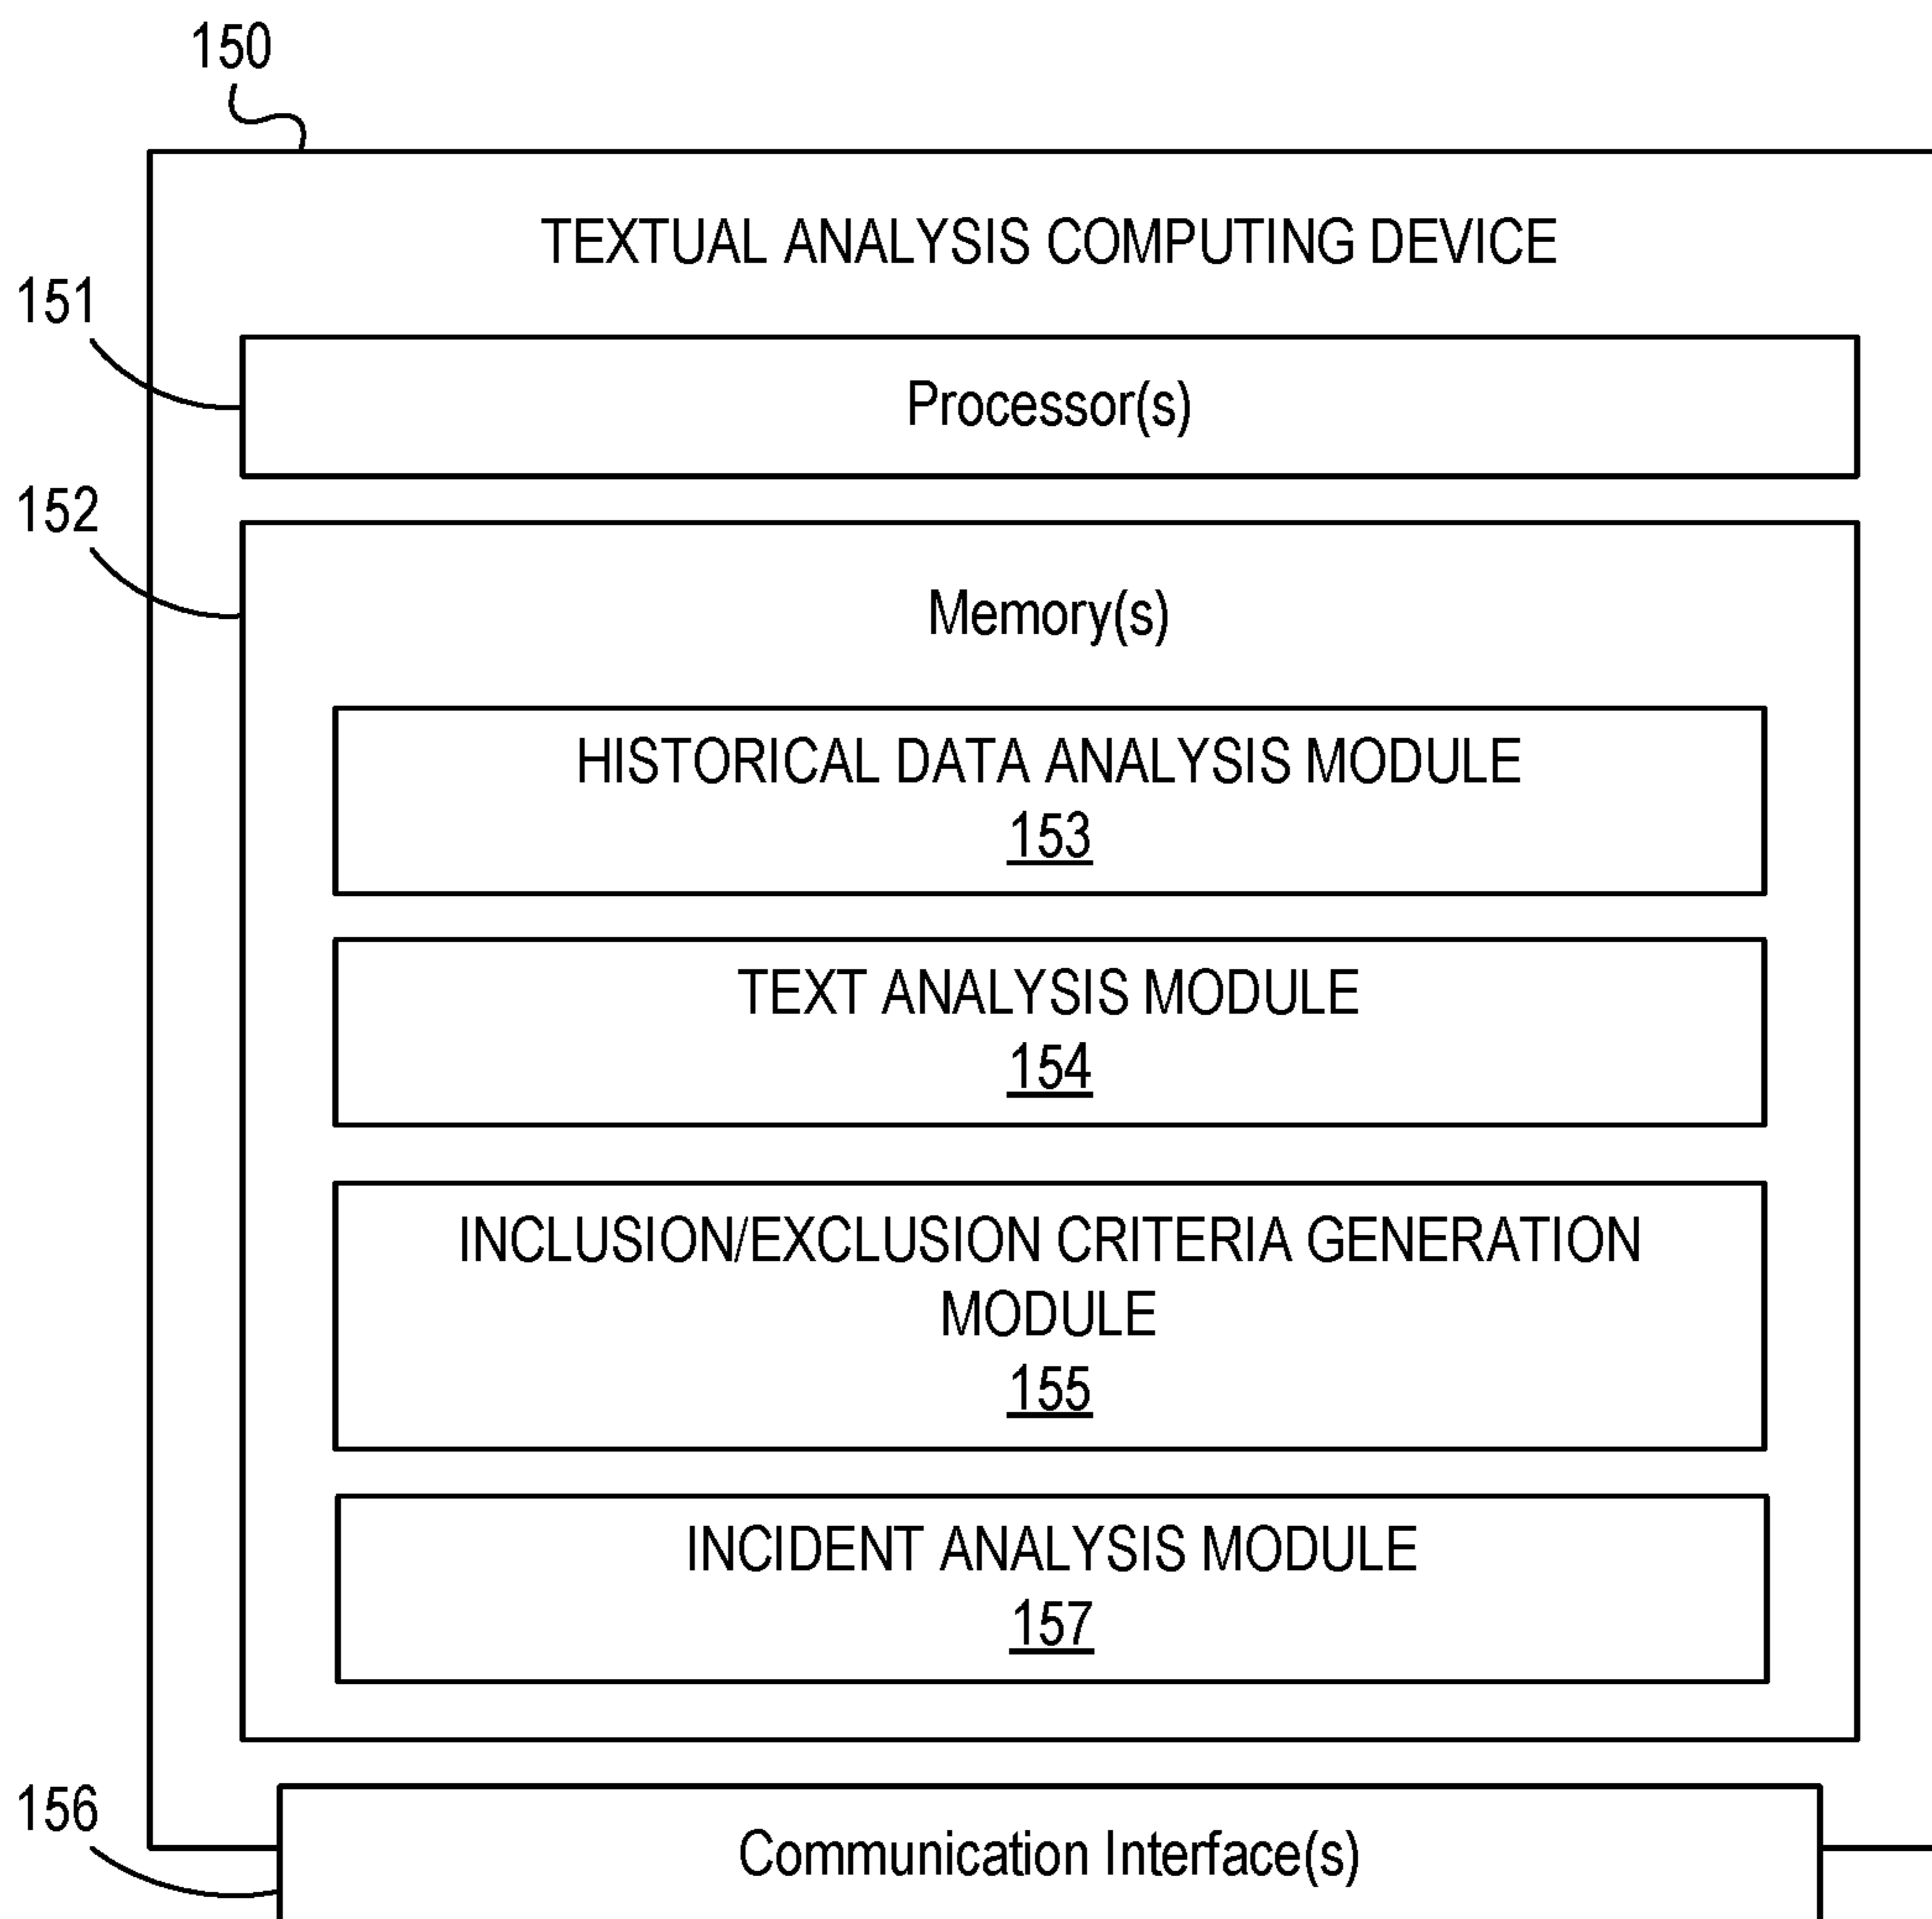 150
TEXTUAL ANALYSIS COMPUTING DEVICE
151
Processor(s)
152
Memory(s)
HISTORICAL DATA ANALYSIS MODULE
153
TEXT ANALYSIS MODULE
154
INCLUSION/EXCLUSION CRITERIA GENERATION
MODULE
155
INCIDENT ANALYSIS MODULE
157
156
Communication Interface(s)